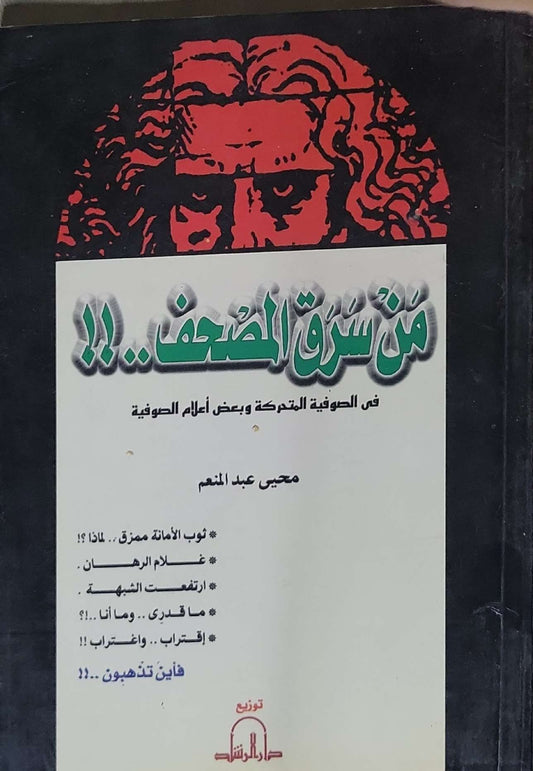 مَنْ سَرَقَ المُصْحَف..!!
فى الصوفية المتحركة وبعض أعلام الصوفية
محيى عبد المنعم
* ثوب الأمانة ممزق .. لماذا ؟!
* غلام الرهان .
* ارتفعت الشبهة .
* ما قدرى .. وما أنا ..!؟
* إقتراب .. واغتراب !!
فأين تذهبون ..!!
توزيع
دار الرشاد